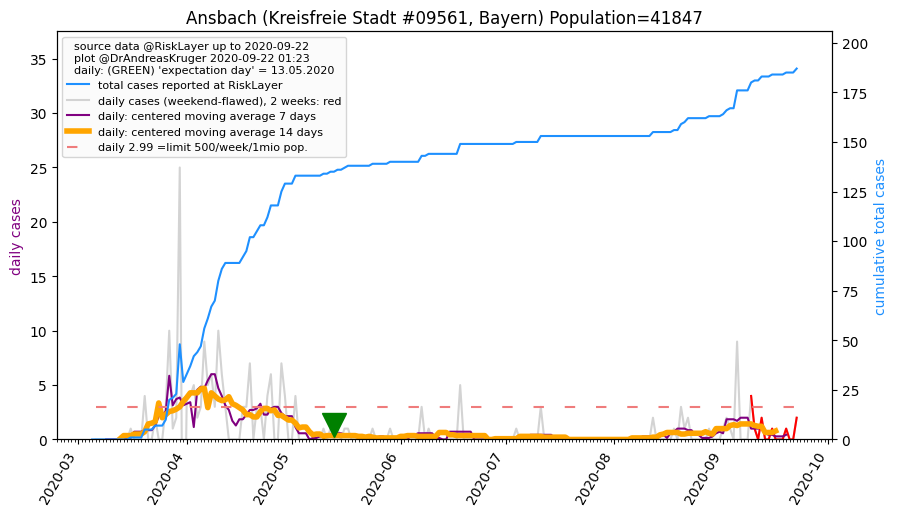 Ansbach (Kreisfreie Stadt #09561, Bayern) Population=41847
source data @RiskLayer up to 2020-09-22
plot @DrAndreasKruger 2020-09-22 01:23
daily: (GREEN) 'expectation day' = 13.05.2020
total cases reported at RiskLayer
daily cases (weekend-flawed), 2 weeks: red
daily: centered moving average 7 days
daily: centered moving average 14 days
daily 2.99 =limit 500/week/1mio pop.
daily cases
35
30
25
20
15
10
5
0
cumulative total cases
200
175
150
125
100
75
50
25
0
2020-03
2020-04
2020-05
2020-06
2020-07
2020-08
2020-09
2020-10